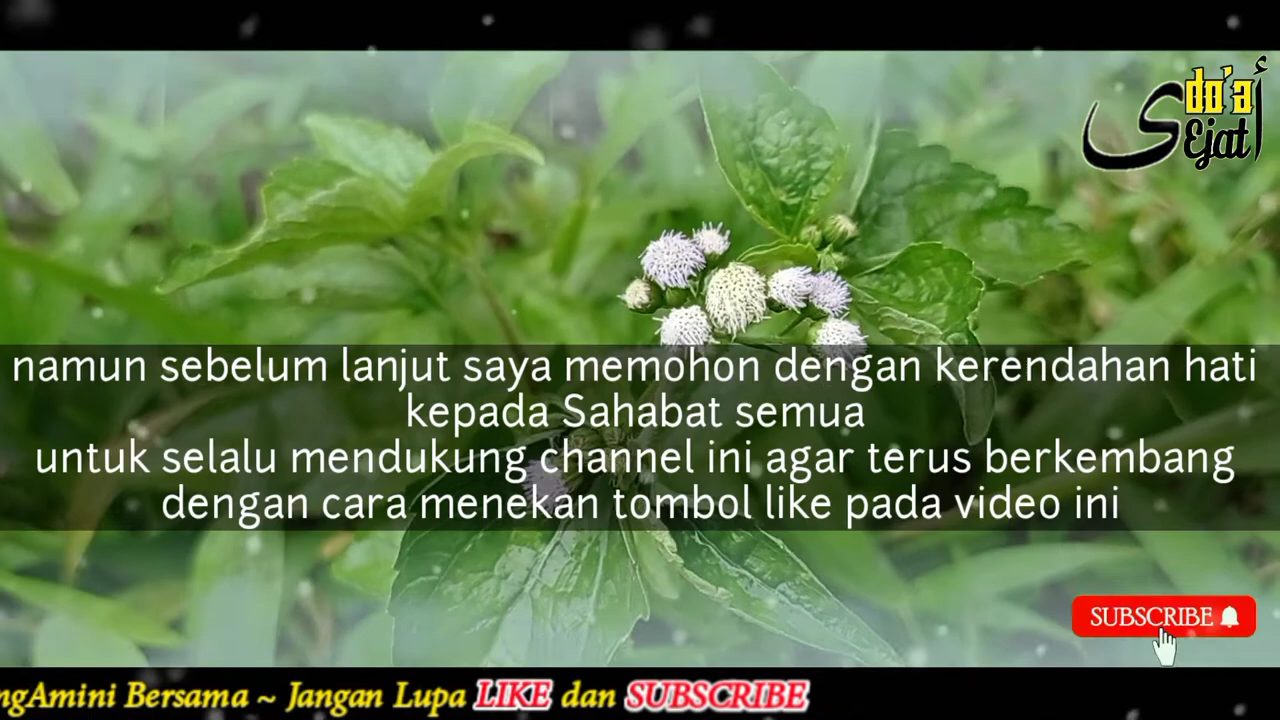 do'a
Ejati
namun sebelum lanjut saya memohon dengan kerendahan hati
kepada Sahabat semua
untuk selalu mendukung channel ini agar terus berkembang
dengan cara menekan tombol like pada video ini
SUBSCRIBE
ngAmini Bersama ~ Jangan Lupa LIKE dan SUBSCRIBE